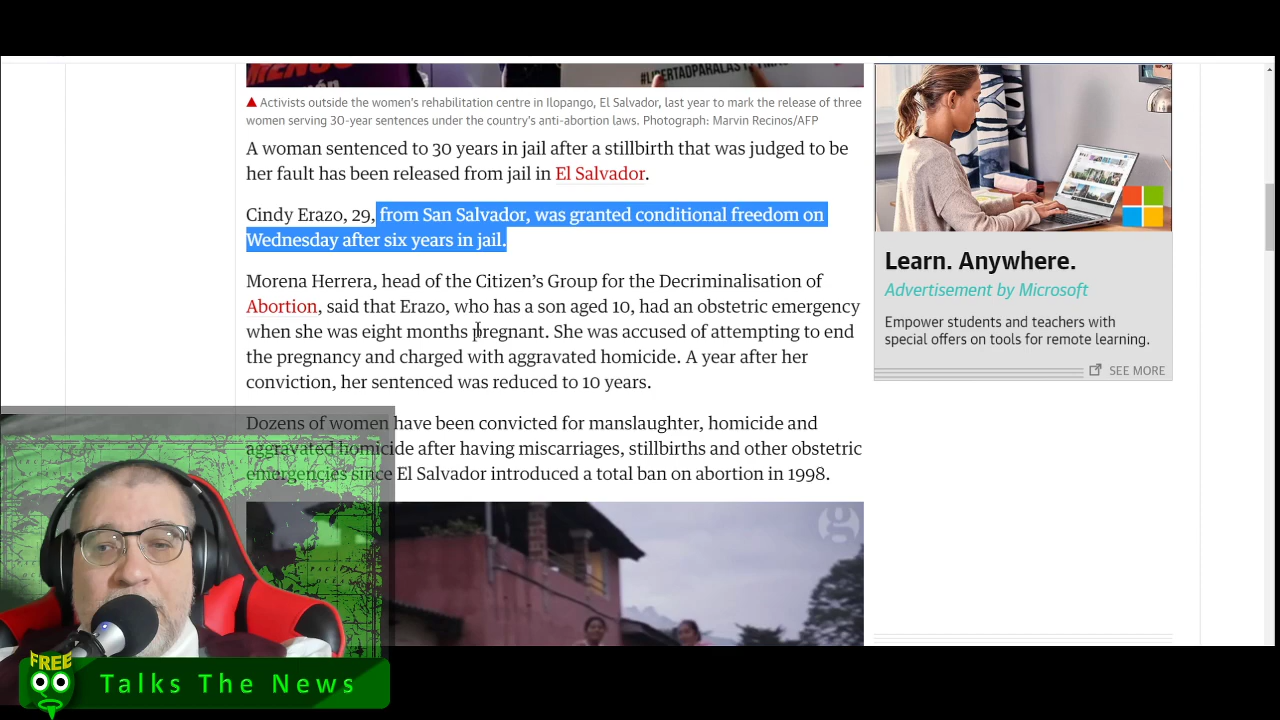 #LIBERTADPARALAS
▲ Activists outside the women's rehabilitation centre in Ilopango, El Salvador, last year to mark the release of three
women serving 30-year sentences under the country's anti-abortion laws. Photograph: Marvin Recinos/AFP
A woman sentenced to 30 years in jail after a stillbirth that was judged to be
her fault has been released from jail in El Salvador.
Cindy Erazo, 29, from San Salvador, was granted conditional freedom on
Wednesday after six years in jail.
Morena Herrera, head of the Citizen's Group for the Decriminalisation of
Abortion, said that Erazo, who has a son aged 10, had an obstetric emergency
when she was eight months pregnant. She was accused of attempting to end
the pregnancy and charged with aggravated homicide. A year after her
conviction, her sentenced was reduced to 10 years.
Dozens of women have been convicted for manslaughter, homicide and
aggravated homicide after having miscarriages, stillbirths and other obstetric
emergencies since El Salvador introduced a total ban on abortion in 1998.
Learn. Anywhere.
Advertisement by Microsoft
Empower students and teachers with
special offers on tools for remote learning.
SEE MORE
FREE
Talks The News